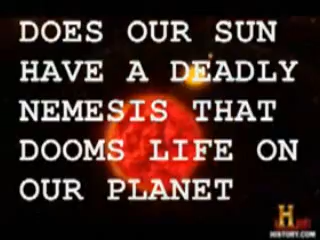 DOES OUR SUN
HAVE A DEADLY
NEMESIS THAT
DOOMS LIFE ON
OUR PLANET
H
HISTORY.COM